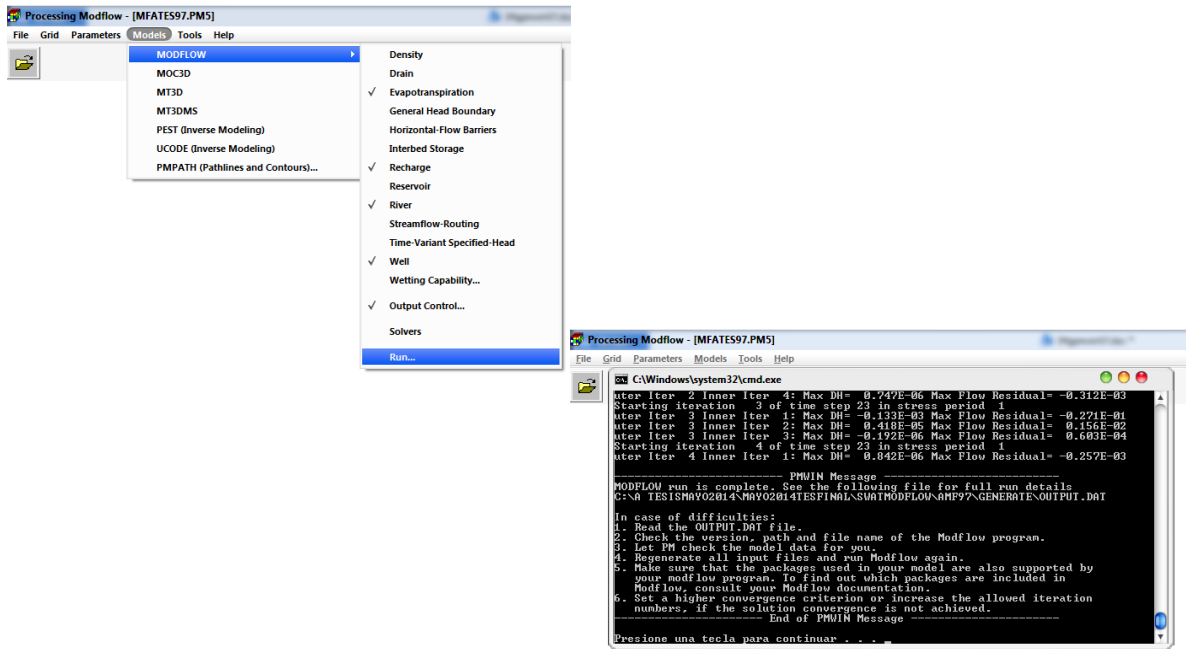 Processing Modflow - [MFATES97.PM5]
File Grid Parameters Models Tools Help
MODFLOW
MOC3D
MT3D
MT3DMS
PEST (Inverse Modeling)
UCODE (Inverse Modeling)
PMPATH (Pathlines and Contours)...
Density
Drain
✓ Evapotranspiration
General Head Boundary
Horizontal-Flow Barriers
Interbed Storage
✓ Recharge
Reservoir
✓ River
Streamflow-Routing
Time-Variant Specified-Head
✓ Well
Wetting Capability...
✓ Output Control...
Solvers
Run...
Processing Modflow - [MFATES97.PM5]
File Grid Parameters Models Tools Help
C:\Windows\system32\cmd.exe
uter Iter 2 Inner Iter 4: Max DH= 0.747E-06 Max Flow Residual= -0.312E-03
Starting iteration 3 of time step 23 in stress period 1
uter Iter 3 Inner Iter 1: Max DH= -0.133E-03 Max Flow Residual= -0.271E-01
uter Iter 3 Inner Iter 2: Max DH= 0.418E-05 Max Flow Residual= 0.156E-02
uter Iter 3 Inner Iter 3: Max DH= -0.192E-06 Max Flow Residual= 0.603E-04
Starting iteration 4 of time step 23 in stress period 1
uter Iter 4 Inner Iter 1: Max DH= 0.842E-06 Max Flow Residual= -0.257E-03
------------------------ PMWIN Message -------------------------
MODFLOW run is complete. See the following file for full run details
C:\A TESISMAYO2014\MAYO2014TESFINAL\SWATMODFLOW\AMF97\GENERATE\OUTPUT.DAT
In case of difficulties:
1. Read the OUTPUT.DAT file.
2. Check the version, path and file name of the Modflow program.
3. Let PM check the model data for you.
4. Regenerate all input files and run Modflow again.
5. Make sure that the packages used in your model are also supported by
your modflow program. To find out which packages are included in
Modflow, consult your Modflow documentation.
6. Set a higher convergence criterion or increase the allowed iteration
numbers, if the solution convergence is not achieved.
---------------------- End of PMWIN Message ----------------------
Presione una tecla para continuar . . . _